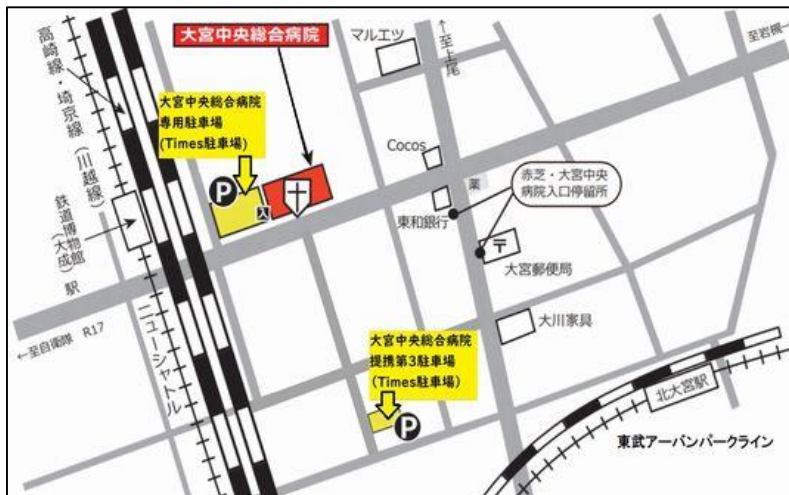 高崎線・埼京線(川越線)
大宮中央総合病院
マルエツ
←至上尾
至岩槻→
大宮中央総合病院
専用駐車場
(Times駐車場)
Cocos
薬
赤芝・大宮中央
病院入口停留所
P
入
東和銀行
〒
大宮郵便局
鉄道博物館
(大成)駅
大川家具
←至自衛隊 R17
ニューシャトル
大宮中央総合病院
提携第3駐車場
(Times駐車場)
P
北大宮駅
東武アーバンパークライン